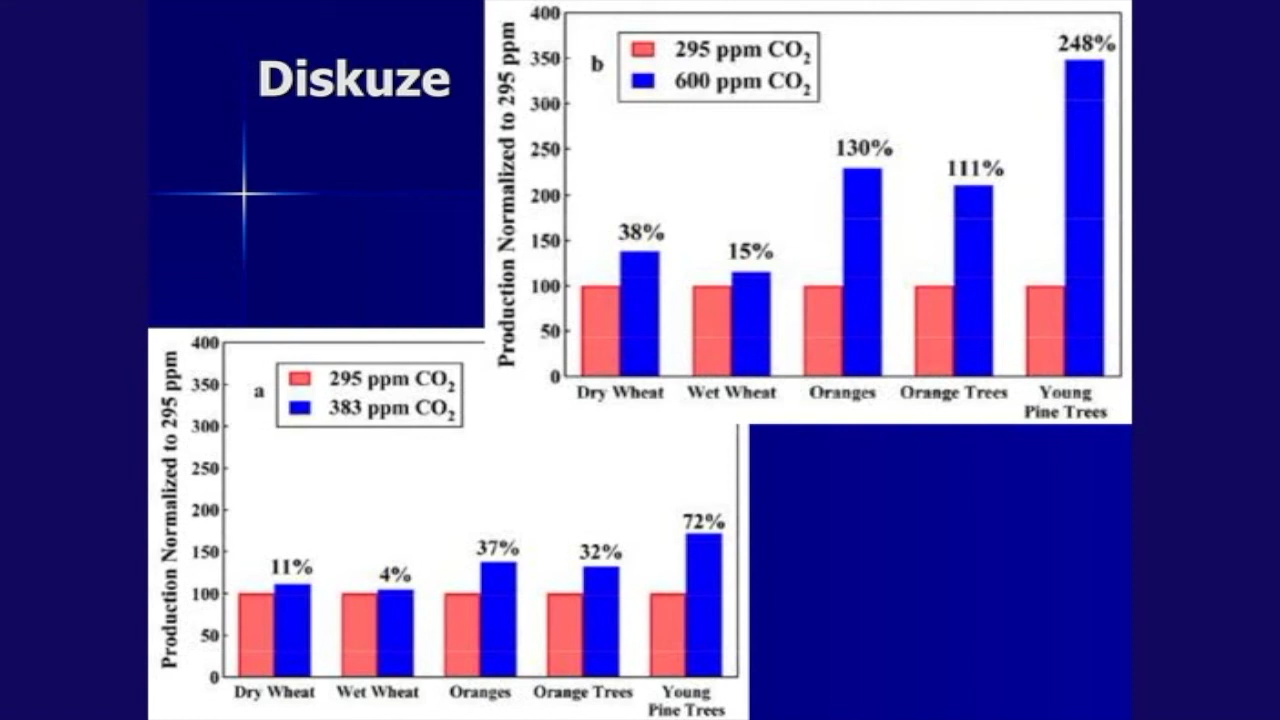 Diskuze
Production Normalized to 295 ppm
400
350
300
250
200
150
100
50
0
b
295 ppm CO₂
600 ppm CO₂
38%
15%
130%
111%
248%
Dry Wheat
Wet Wheat
Oranges
Orange Trees
Young
Pine Trees
Production Normalized to 295 ppm
400
350
300
250
200
150
100
50
0
a
295 ppm CO₂
383 ppm CO₂
11%
4%
37%
32%
72%
Dry Wheat
Wet Wheat
Oranges
Orange Trees
Young
Pine Trees